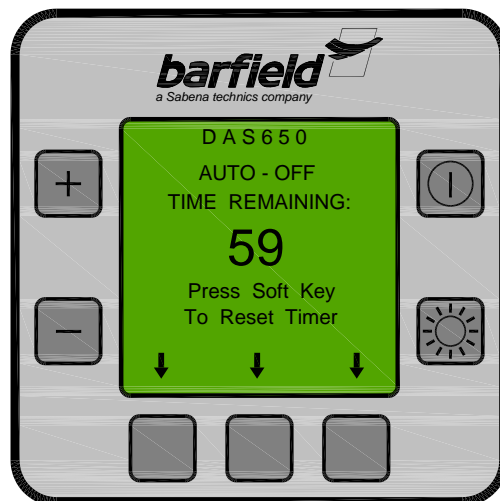 barfield
a Sabena technics company
DAS650
AUTO - OFF
TIME REMAINING:
59
Press Soft Key
To Reset Timer
+
−